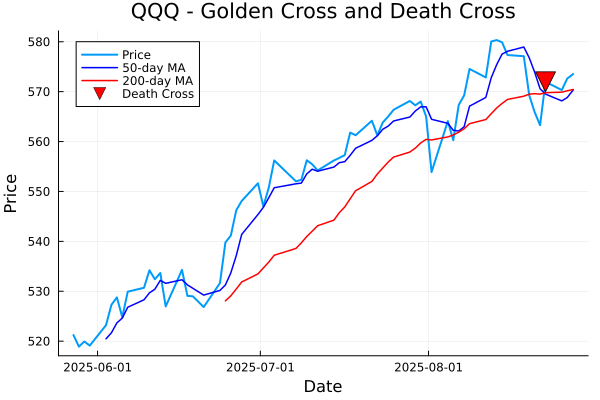 QQQ - Golden Cross and Death Cross
580
570
560
550
540
530
520
Price
Price
50-day MA
200-day MA
Death Cross
2025-06-01
2025-07-01
2025-08-01
Date